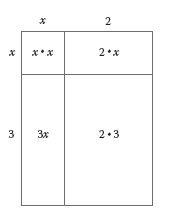 x 2
x x • x 2 • x
3 3x 2 • 3